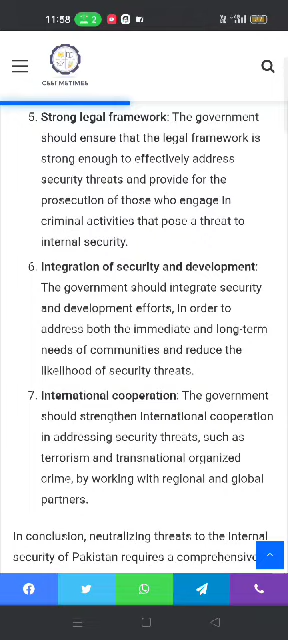 11:58
2
CEEFMETIMES
5. Strong legal framework: The government
should ensure that the legal framework is
strong enough to effectively address
security threats and provide for the
prosecution of those who engage in
criminal activities that pose a threat to
internal security.
6. Integration of security and development:
The government should integrate security
and development efforts, in order to
address both the immediate and long-term
needs of communities and reduce the
likelihood of security threats.
7. International cooperation: The government
should strengthen international cooperation
in addressing security threats, such as
terrorism and transnational organized
crime, by working with regional and global
partners.
In conclusion, neutralizing threats to the internal
security of Pakistan requires a comprehensive